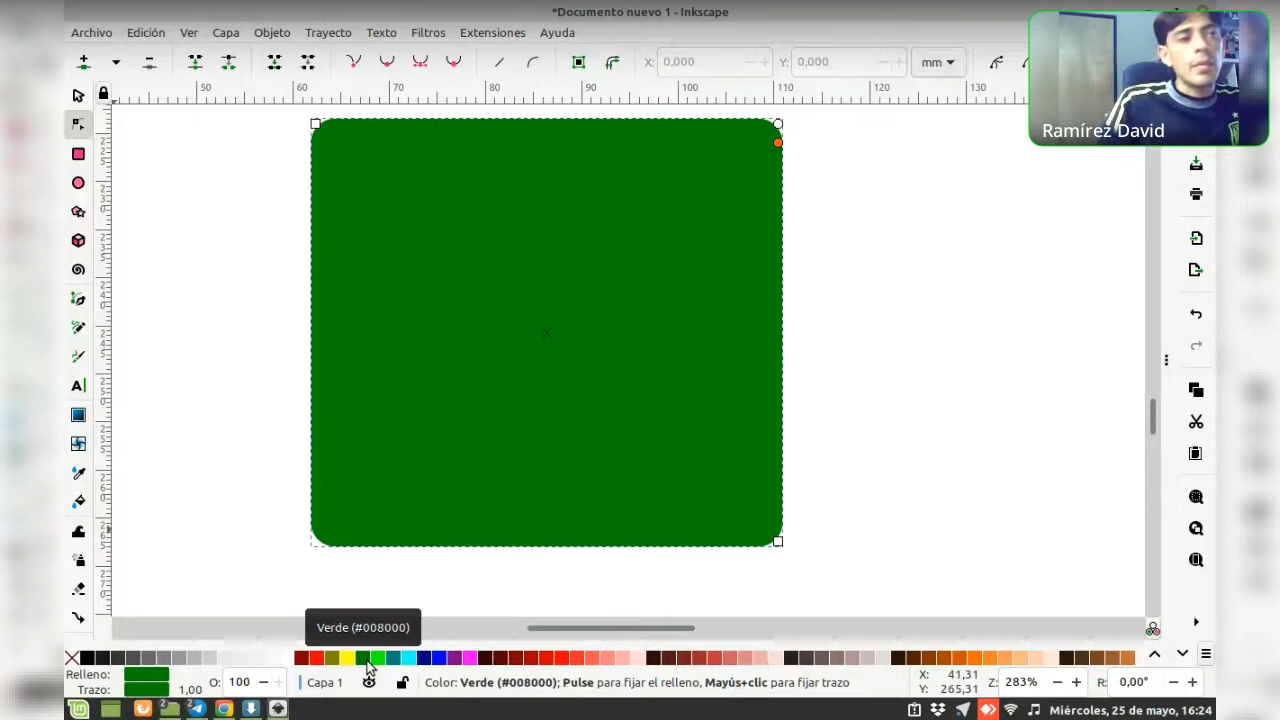 *Documento nuevo 1 - Inkscape
Archivo Edición Ver Capa Objeto Trayecto Texto Filtros Extensiones Ayuda
X: 0,000 Y: 0,000 mm
50 60 70 80 90 100 110 120 130
Ramírez David
Verde (#008000)
Relleno:
Trazo: 1,00
O: 100
Capa 1
Color: Verde (#008000); Pulse para fijar el relleno, Mayús+clic para fijar trazo
X: 41,31
Y: 265,31
Z: 283%
R: 0,00°
Miércoles, 25 de mayo, 16:24